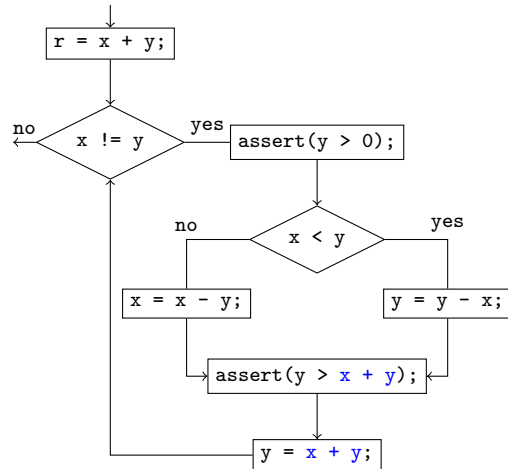 r = x + y;
no
x != y
yes
assert(y > 0);
no
x < y
yes
x = x - y;
y = y - x;
assert(y > x + y);
y = x + y;